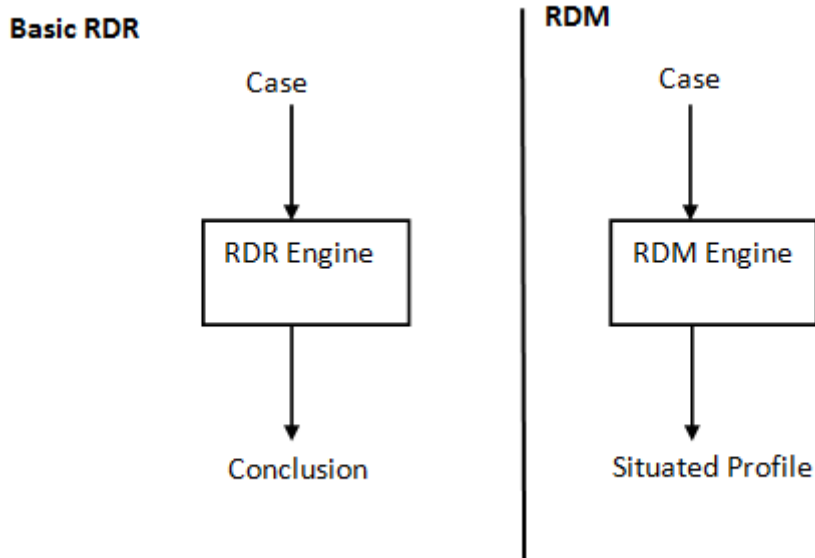 Basic RDR
Case
RDR Engine
Conclusion
RDM
Case
RDM Engine
Situated Profile